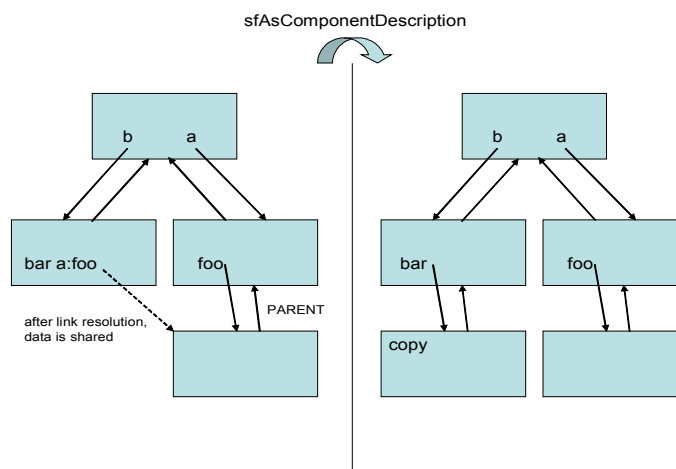 sfAsComponentDescription
b a
b a
bar a:foo
foo
bar
foo
after link resolution,
data is shared
PARENT
copy